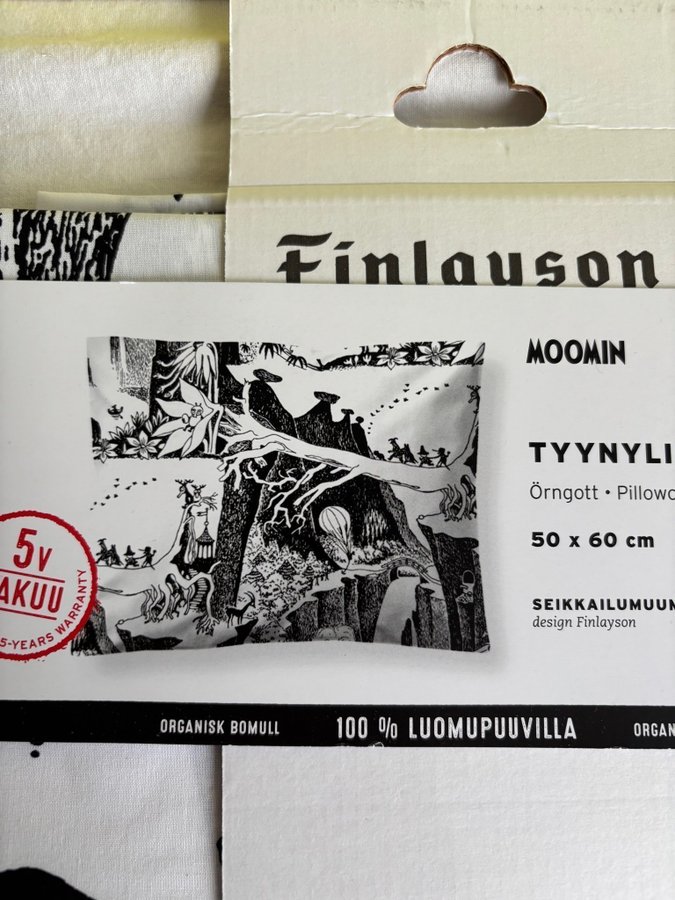 Finlayson
MOOMIN
TYYNYLI
Örngott • Pillowc
50 x 60 cm
SEIKKAILUMUUM
design Finlayson
5v
AKUU
5-YEARS WARRANTY
ORGANISK BOMULL 100 % LUOMUPUUVILLA ORGAN